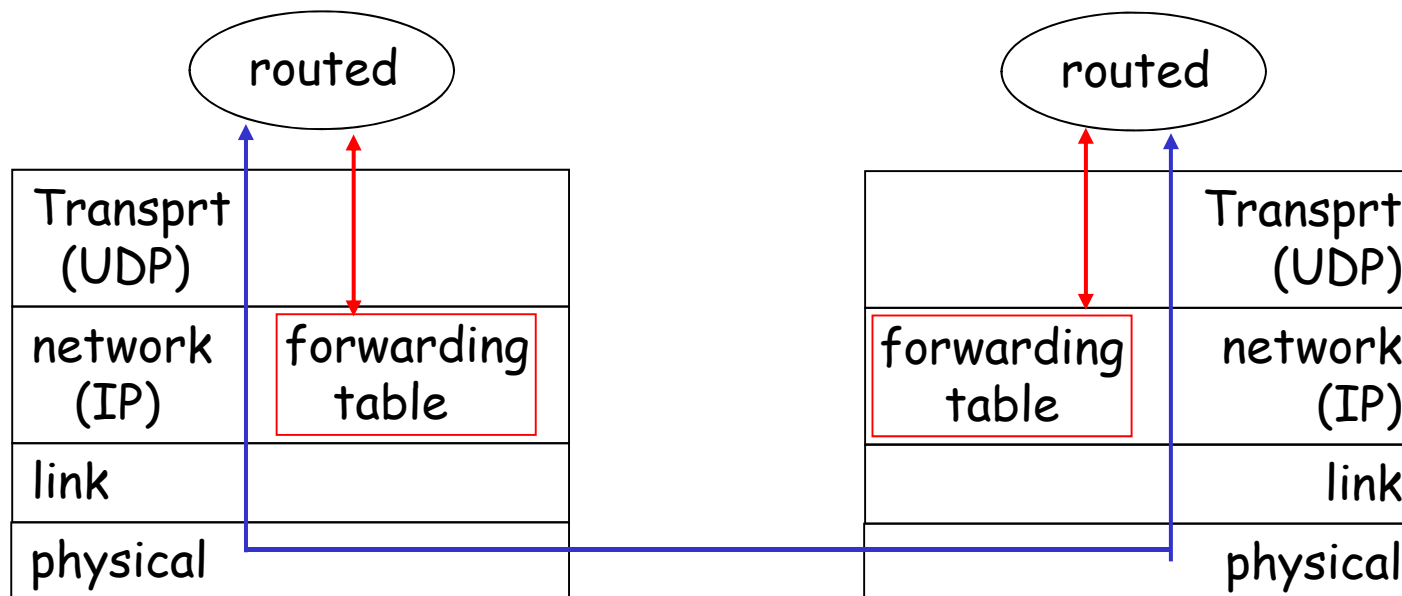 routed
routed
Transprt
(UDP)
network
(IP)
forwarding
table
link
physical
Transprt
(UDP)
forwarding
table
network
(IP)
link
physical